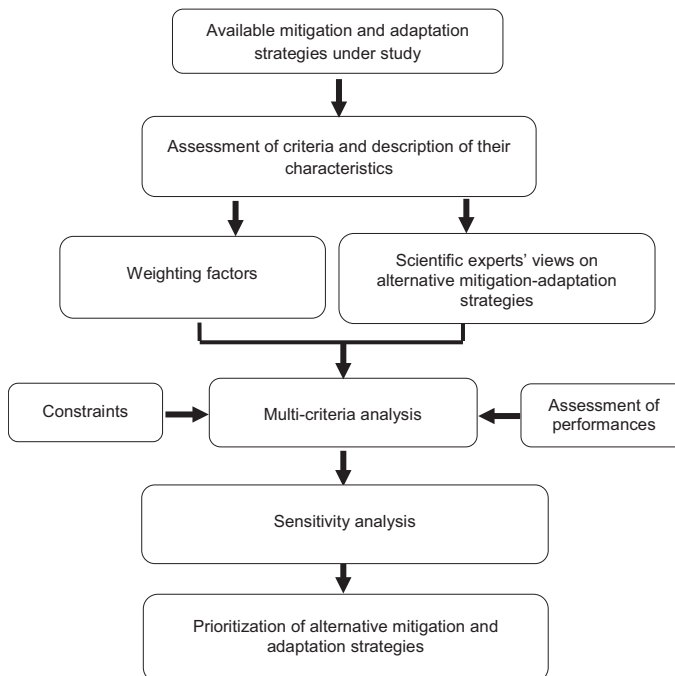 Available mitigation and adaptation
strategies under study
Assessment of criteria and description of their
characteristics
Weighting factors
Scientific experts’ views on
alternative mitigation-adaptation
strategies
Constraints
Multi-criteria analysis
Assessment of
performances
Sensitivity analysis
Prioritization of alternative mitigation and
adaptation strategies